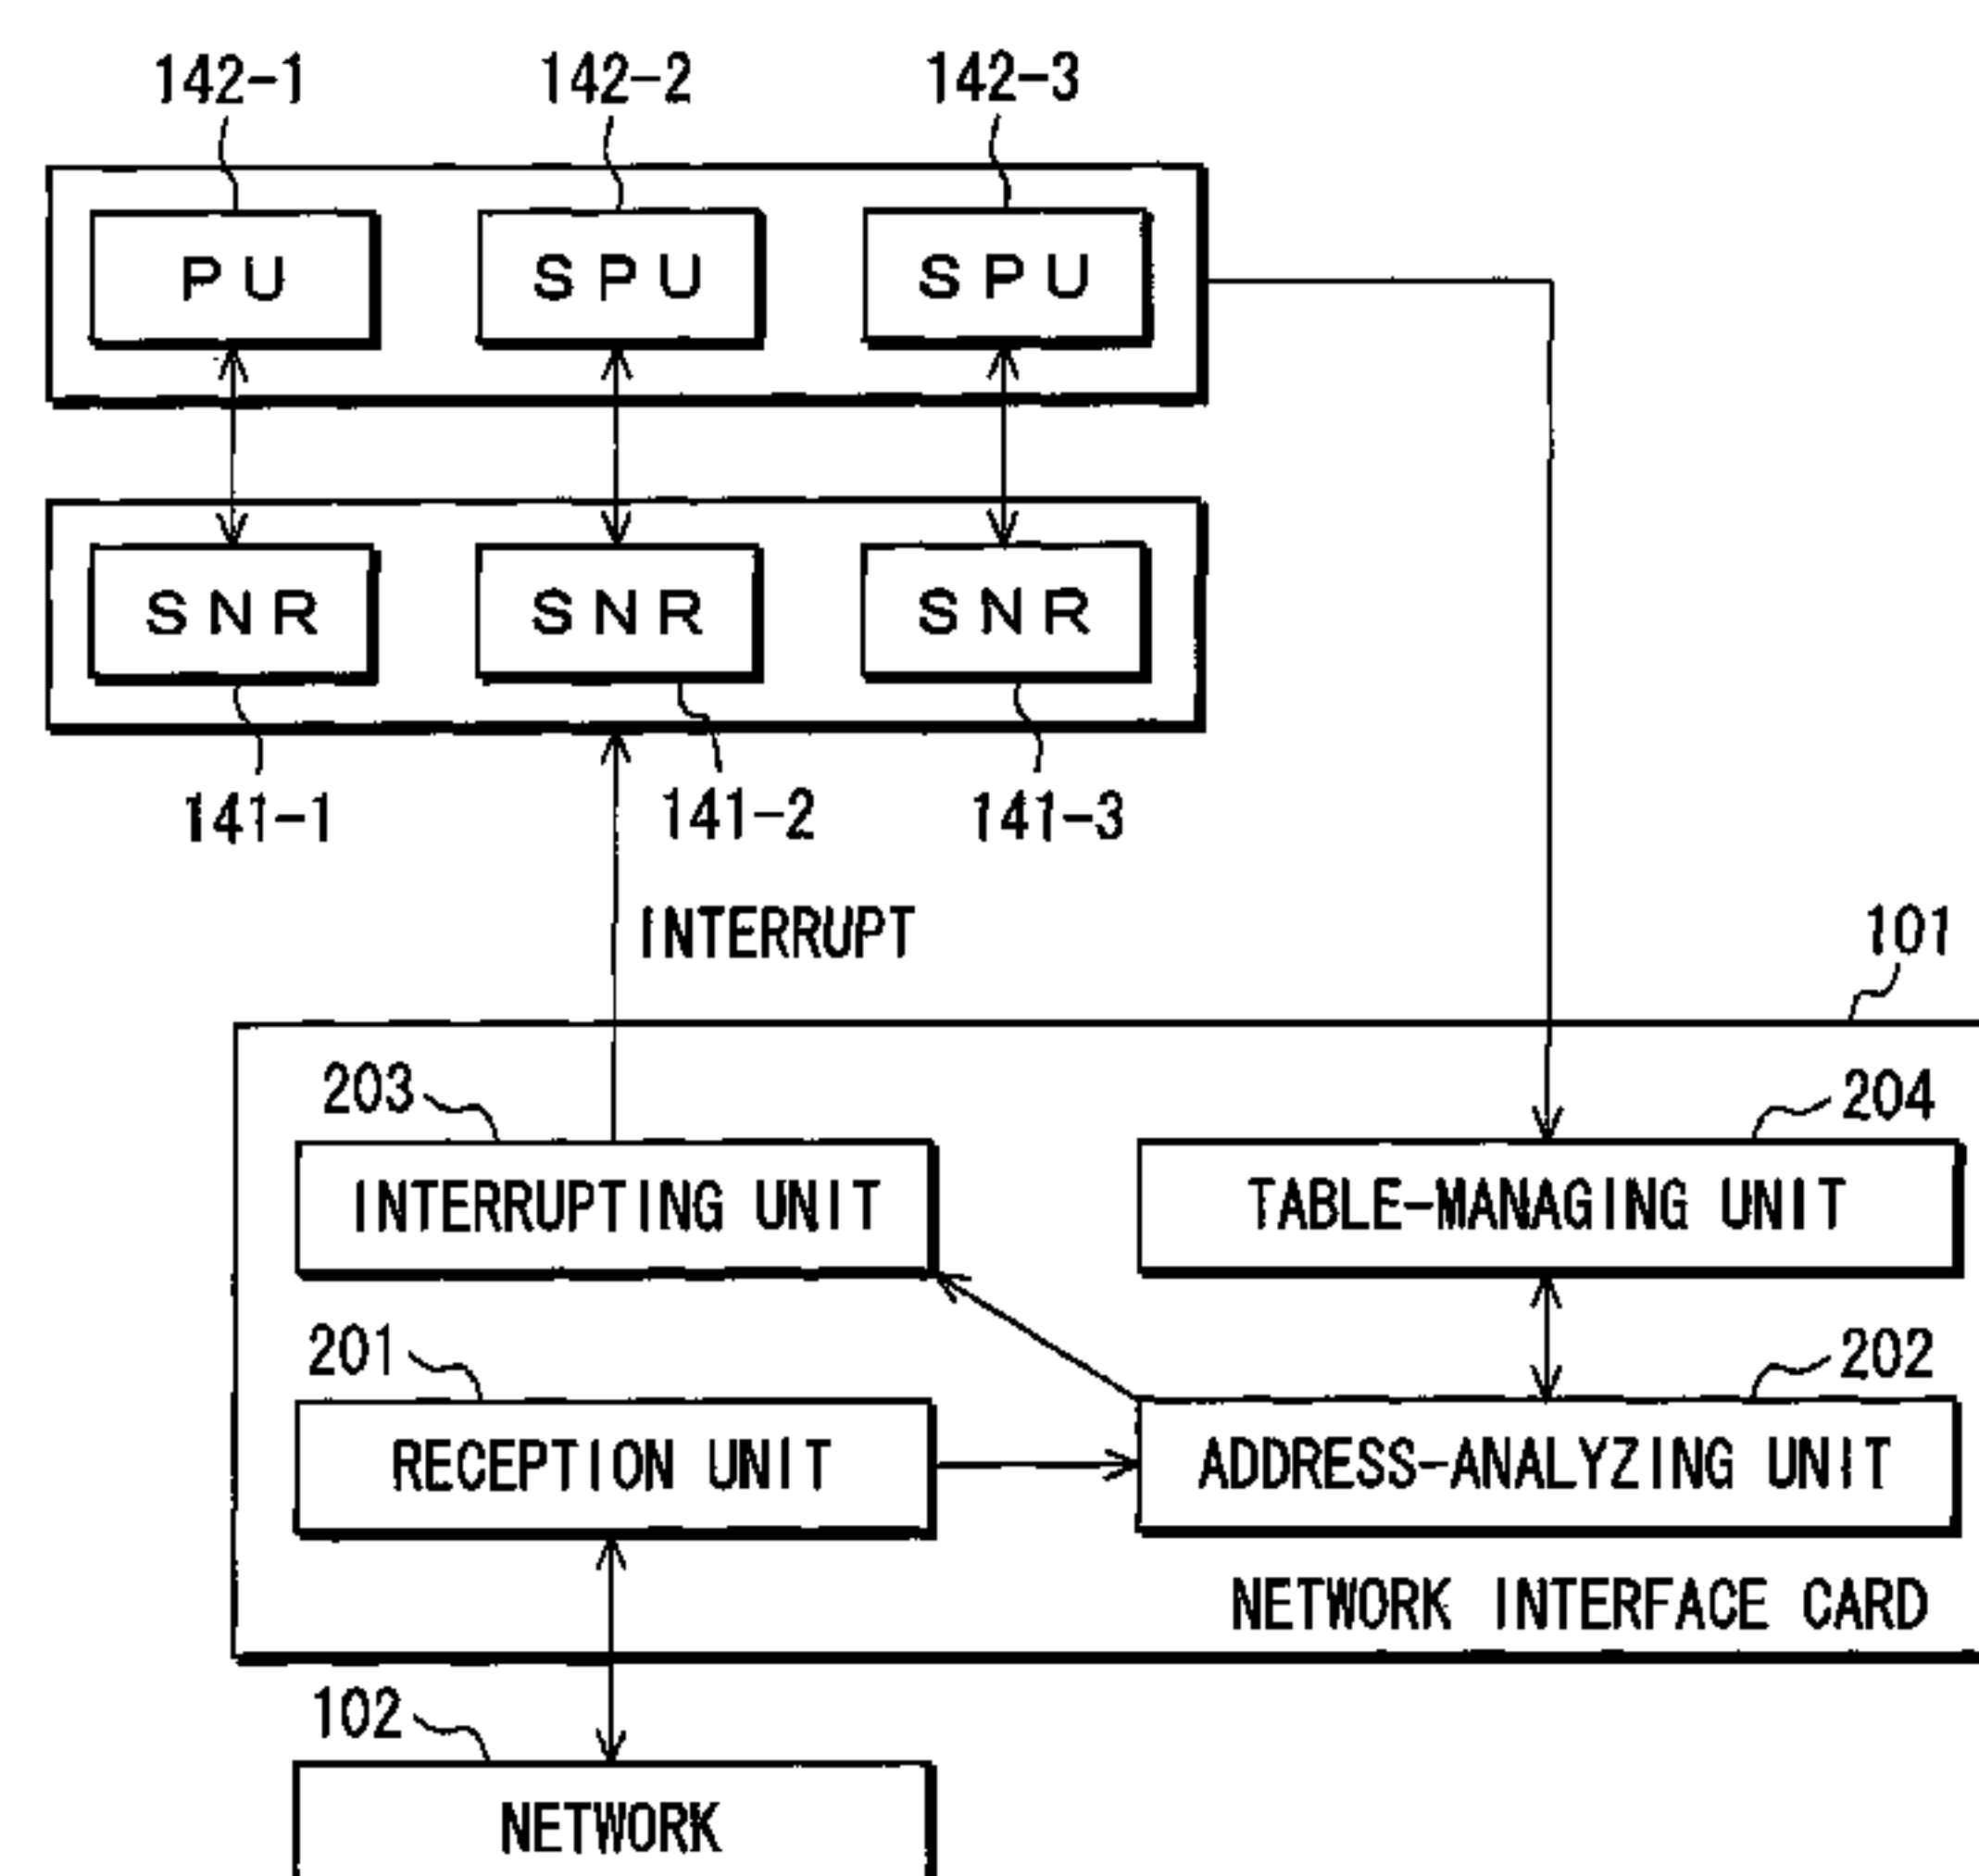 142-1 142-2 142-3
PU SPU SPU
SNR SNR SNR
141-1 141-2 141-3
INTERRUPT
101
203 204
INTERRUPTING UNIT TABLE-MANAGING UNIT
201 202
RECEPTION UNIT ADDRESS-ANALYZING UNIT
NETWORK INTERFACE CARD
102
NETWORK